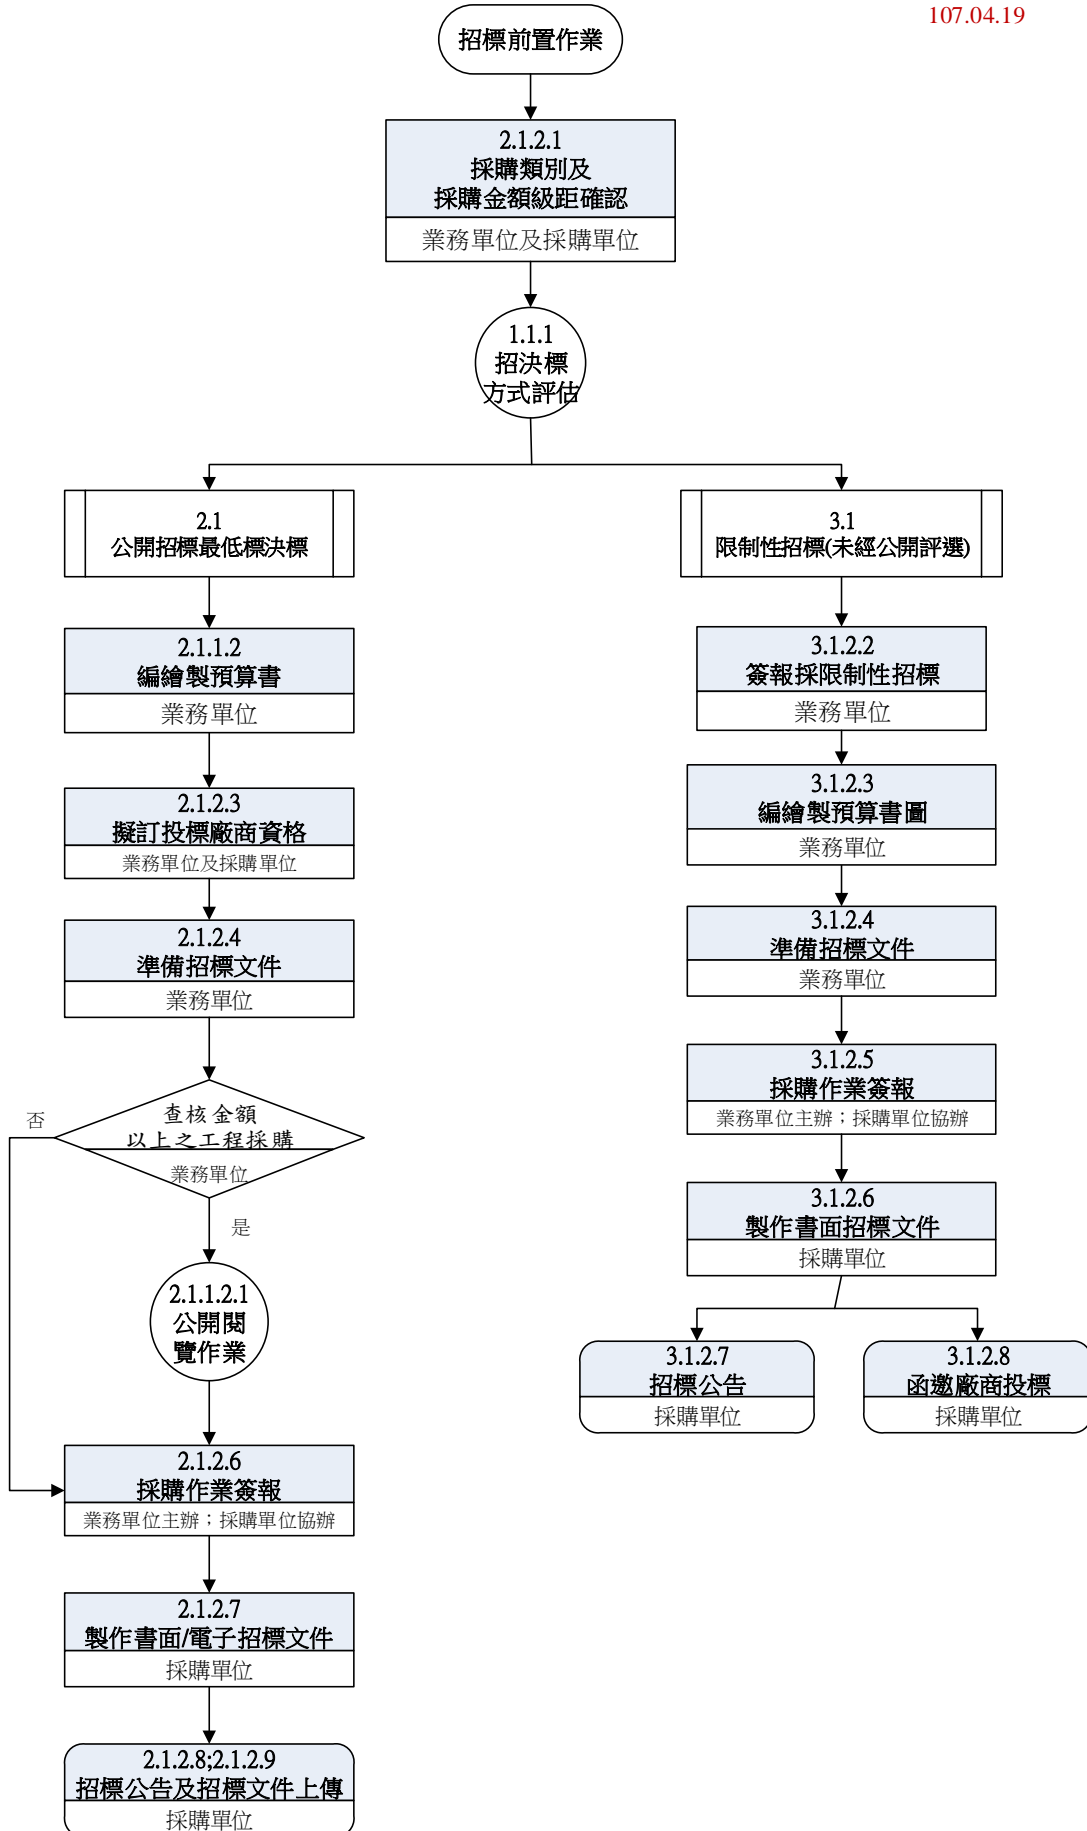 107.04.19
招標前置作業
2.1.2.1
採購類別及
採購金額級距確認
業務單位及採購單位
1.1.1
招決標
方式評估
2.1
公開招標最低標決標
2.1.1.2
編繪製預算書
業務單位
2.1.2.3
擬訂投標廠商資格
業務單位及採購單位
2.1.2.4
準備招標文件
業務單位
查核金額
以上之工程採購
業務單位
否
是
2.1.1.2.1
公開閱
覽作業
2.1.2.6
採購作業簽報
業務單位主辦；採購單位協辦
2.1.2.7
製作書面/電子招標文件
採購單位
2.1.2.8;2.1.2.9
招標公告及招標文件上傳
採購單位
3.1
限制性招標(未經公開評選)
3.1.2.2
簽報採限制性招標
業務單位
3.1.2.3
編繪製預算書圖
業務單位
3.1.2.4
準備招標文件
業務單位
3.1.2.5
採購作業簽報
業務單位主辦；採購單位協辦
3.1.2.6
製作書面招標文件
採購單位
3.1.2.7
招標公告
採購單位
3.1.2.8
函邀廠商投標
採購單位